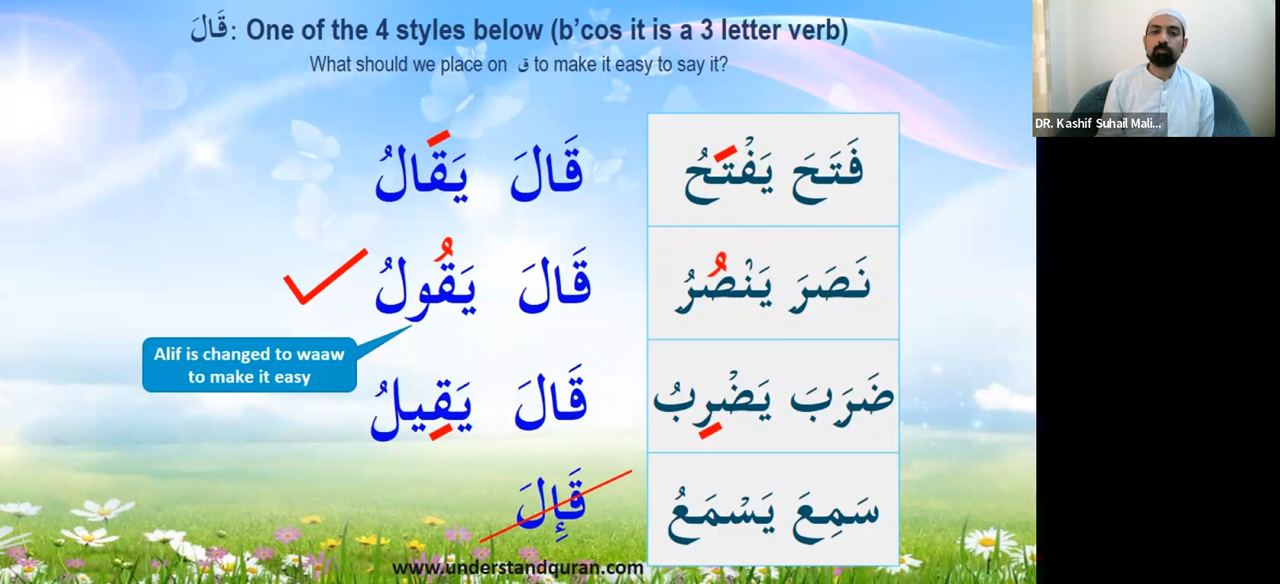 قَالَ: One of the 4 styles below (b’cos it is a 3 letter verb)
What should we place on ق to make it easy to say it?
DR. Kashif Suhail Mali...
فَتَحَ يَفْتَحُ
قَالَ يَقَالُ
نَصَرَ يَنْصُرُ
قَالَ يَقُولُ
Alif is changed to waaw
to make it easy
ضَرَبَ يَضْرِبُ
قَالَ يَقِيلُ
سَمِعَ يَسْمَعُ
قَإِلَ
www.understandquran.com